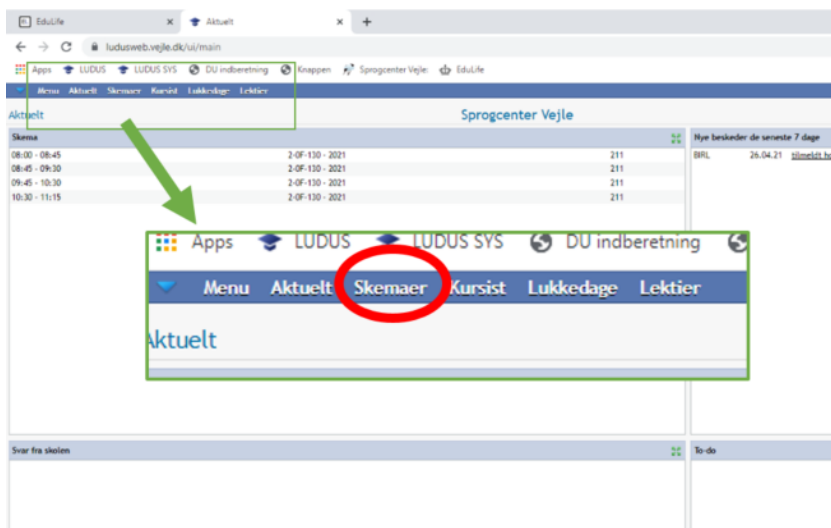 EduLife
Aktuelt
ludusweb.vejle.dk/ui/main
Apps LUDUS LUDUS SYS DU indberetning Knappen Sprogcenter Vejle: EduLife
Menu Aktuelt Skemaer Kursist Lukkedage Lektier
Aktuelt
Sprogcenter Vejle
Skema
Nye beskeder de seneste 7 dage
08:00 - 08:45 2-OF-130 - 2021 211
BIRL 26.04.21 tilmeldt
08:45 - 09:30 2-OF-130 - 2021 211
09:45 - 10:30 2-OF-130 - 2021 211
10:30 - 11:15 2-OF-130 - 2021 211
Apps LUDUS LUDUS SYS DU indberetning
Menu Aktuelt Skemaer Kursist Lukkedage Lektier
Aktuelt
Svar fra skolen
To-do